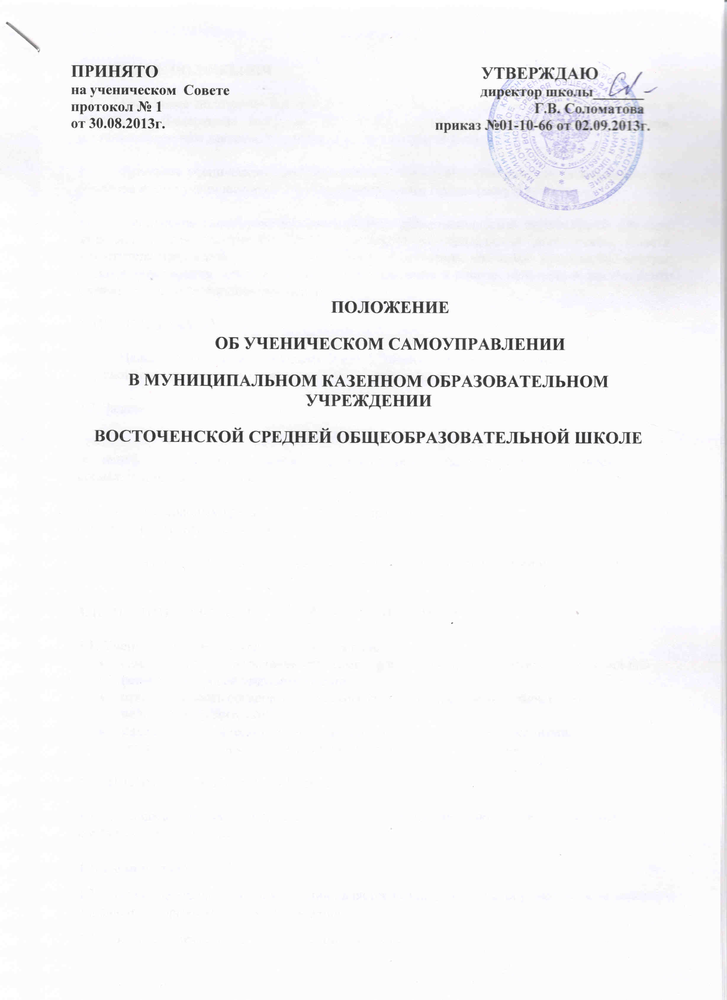 ПРИНЯТО
на ученическом Совете
протокол № 1
от 30.08.2013г.
УТВЕРЖДАЮ
директор школы_______
Г.В. Соломатова
приказ №01-10-66 от 02.09.2013г.
ПОЛОЖЕНИЕ
ОБ УЧЕНИЧЕСКОМ САМОУПРАВЛЕНИИ
В МУНИЦИПАЛЬНОМ КАЗЕННОМ ОБРАЗОВАТЕЛЬНОМ
УЧРЕЖДЕНИИ
ВОСТОЧЕНСКОЙ СРЕДНЕЙ ОБЩЕОБРАЗОВАТЕЛЬНОЙ ШКОЛЕ